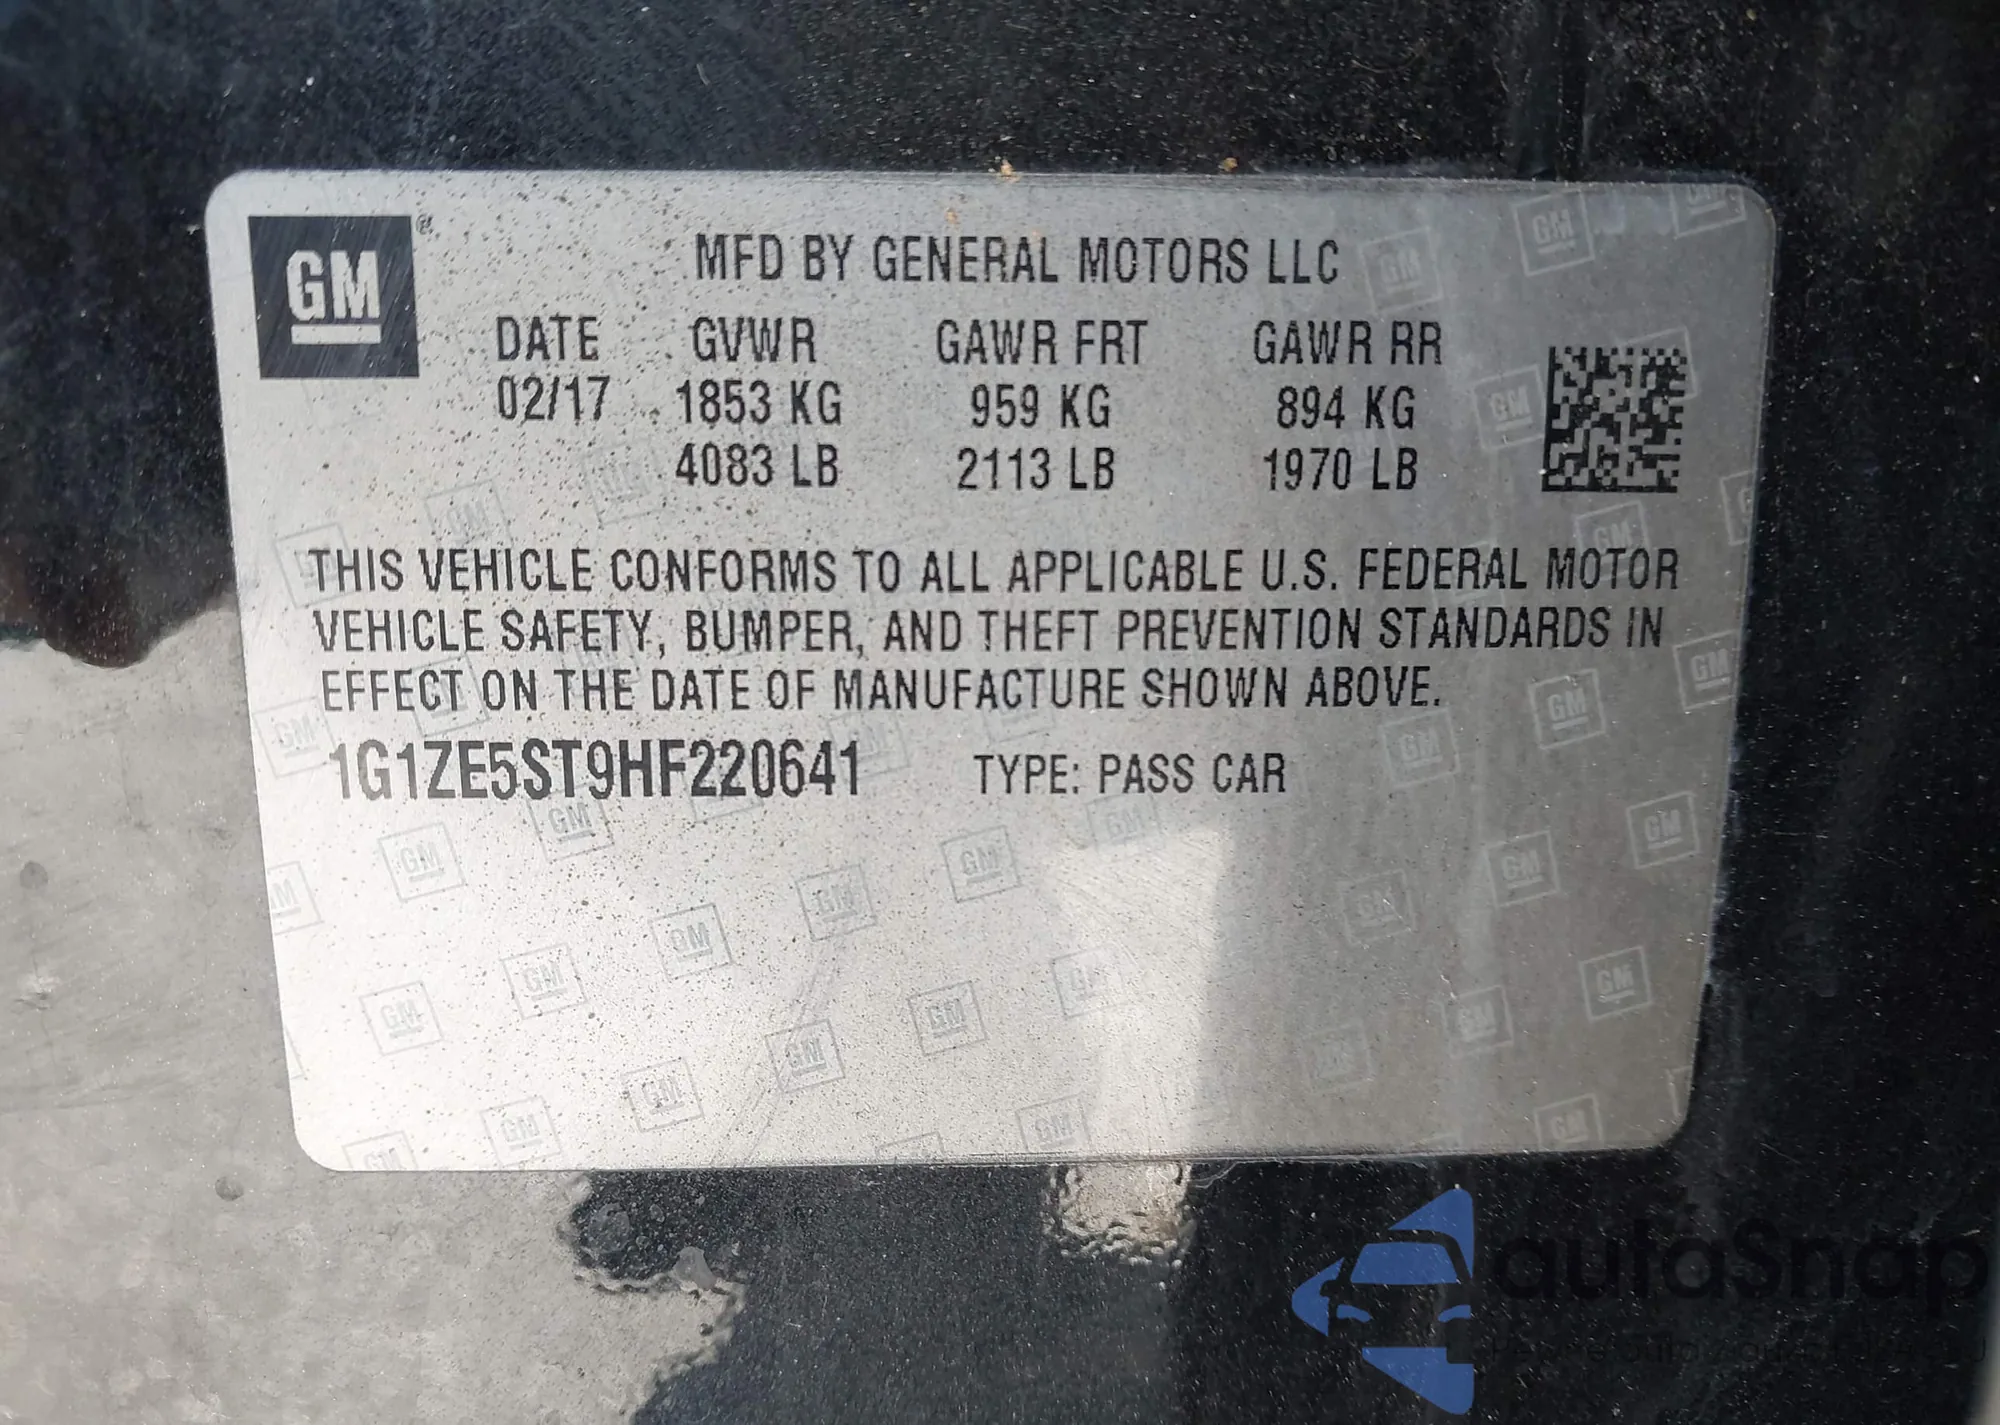 GM
MFD BY GENERAL MOTORS LLC
DATE GVWR GAWR FRT GAWR RR
02/17 1853 KG 959 KG 894 KG
4083 LB 2113 LB 1970 LB
THIS VEHICLE CONFORMS TO ALL APPLICABLE U.S. FEDERAL MOTOR
VEHICLE SAFETY, BUMPER, AND THEFT PREVENTION STANDARDS IN
EFFECT ON THE DATE OF MANUFACTURE SHOWN ABOVE.
1G1ZE5ST9HF220641 TYPE: PASS CAR
autoSnap